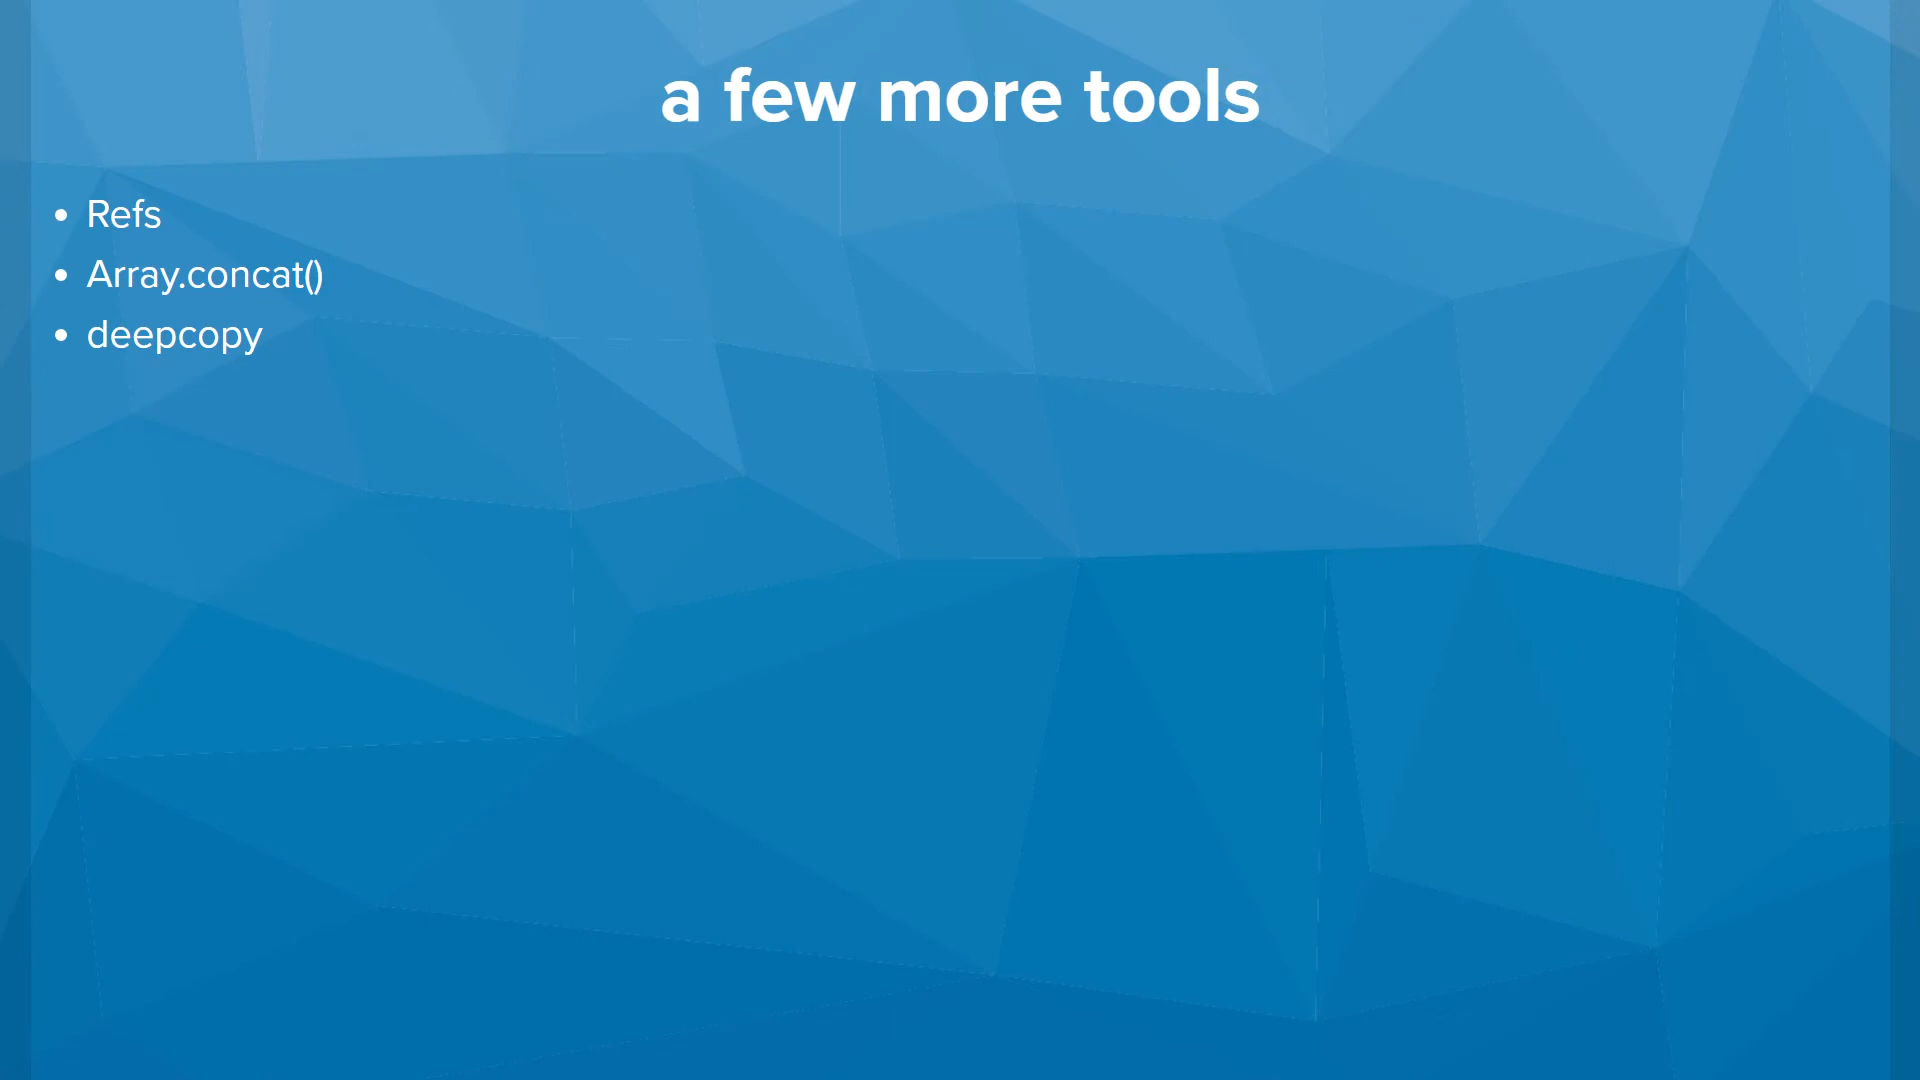 a few more tools
• Refs
• Array.concat()
• deepcopy